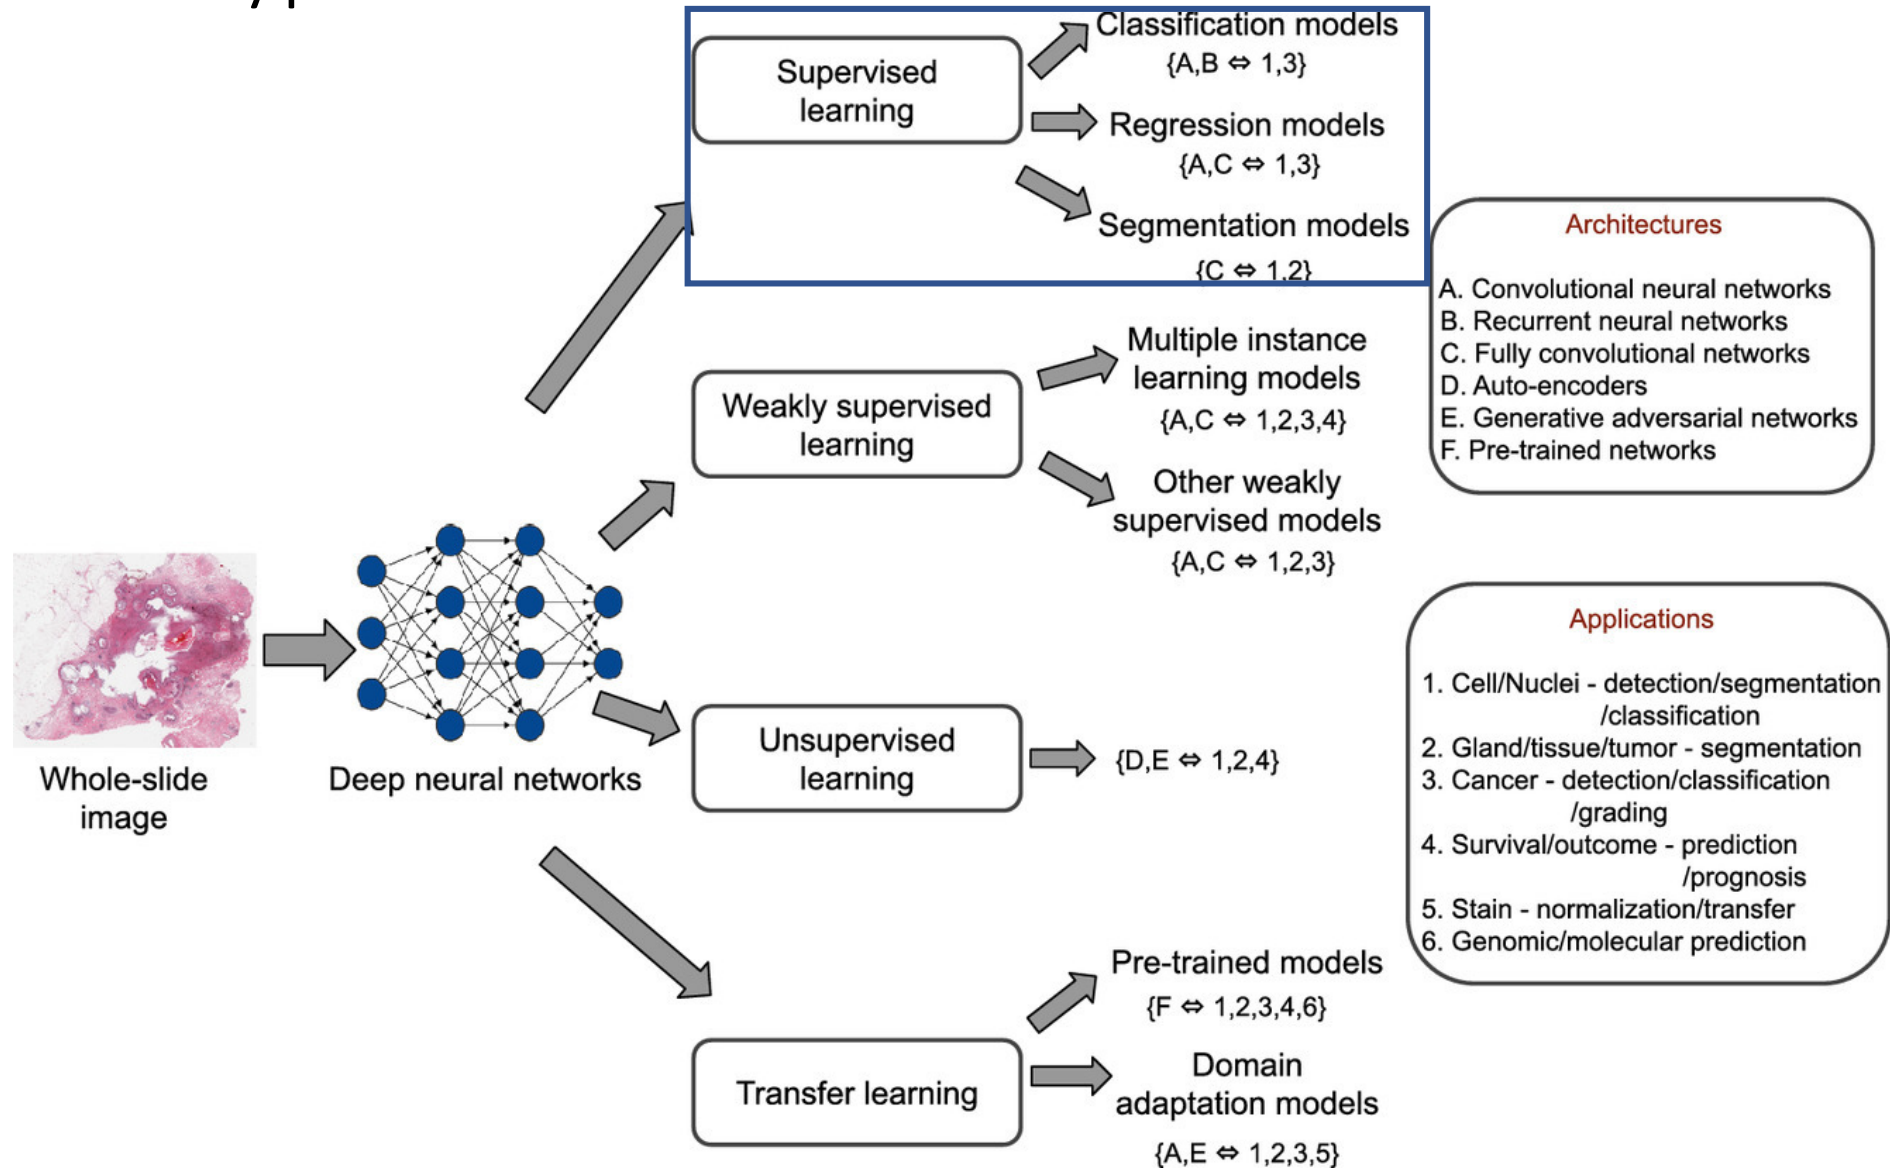 Classification models
{A,B ⇔ 1,3}
Supervised
learning
Regression models
{A,C ⇔ 1,3}
Segmentation models
{C ⇔ 1,2}
Architectures
A. Convolutional neural networks
B. Recurrent neural networks
C. Fully convolutional networks
D. Auto-encoders
E. Generative adversarial networks
F. Pre-trained networks
Multiple instance
learning models
{A,C ⇔ 1,2,3,4}
Weakly supervised
learning
Other weakly
supervised models
{A,C ⇔ 1,2,3}
Applications
1. Cell/Nuclei - detection/segmentation
/classification
2. Gland/tissue/tumor - segmentation
3. Cancer - detection/classification
/grading
4. Survival/outcome - prediction
/prognosis
5. Stain - normalization/transfer
6. Genomic/molecular prediction
Whole-slide
image
Deep neural networks
Unsupervised
learning
{D,E ⇔ 1,2,4}
Pre-trained models
{F ⇔ 1,2,3,4,6}
Transfer learning
Domain
adaptation models
{A,E ⇔ 1,2,3,5}